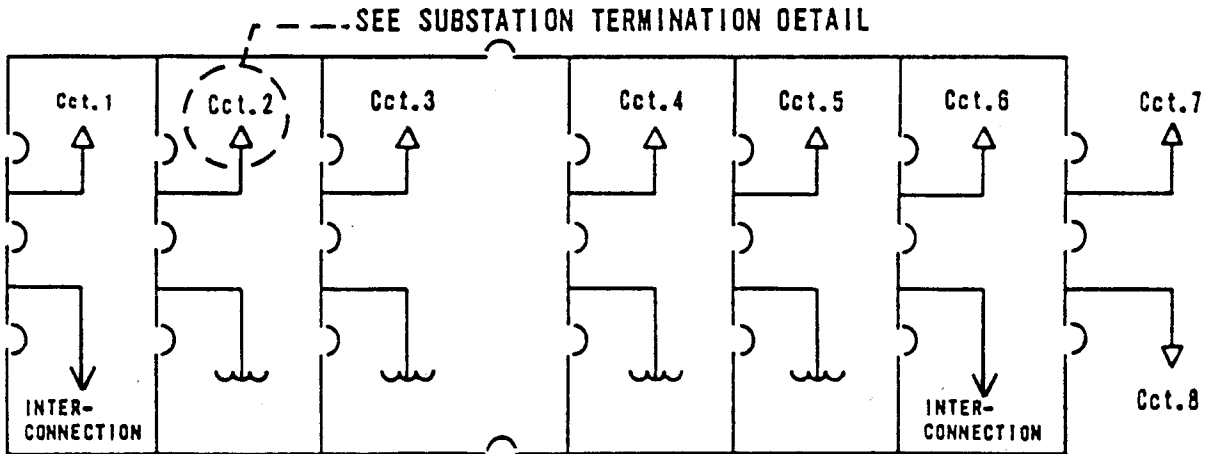 SEE SUBSTATION TERMINATION DETAIL
Cct.1
Cct.2
Cct.3
Cct.4
Cct.5
Cct.6
Cct.7
INTER-
CONNECTION
INTER-
CONNECTION
Cct.8